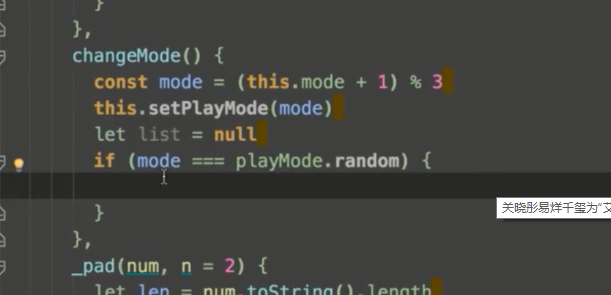 }
},
changeMode() {
const mode = (this.mode + 1) % 3
this.setPlayMode(mode)
let list = null
if (mode === playMode.random) {
关晓彤易烊千玺为“艾
}
},
_pad(num, n = 2) {
let len = num.toString().length